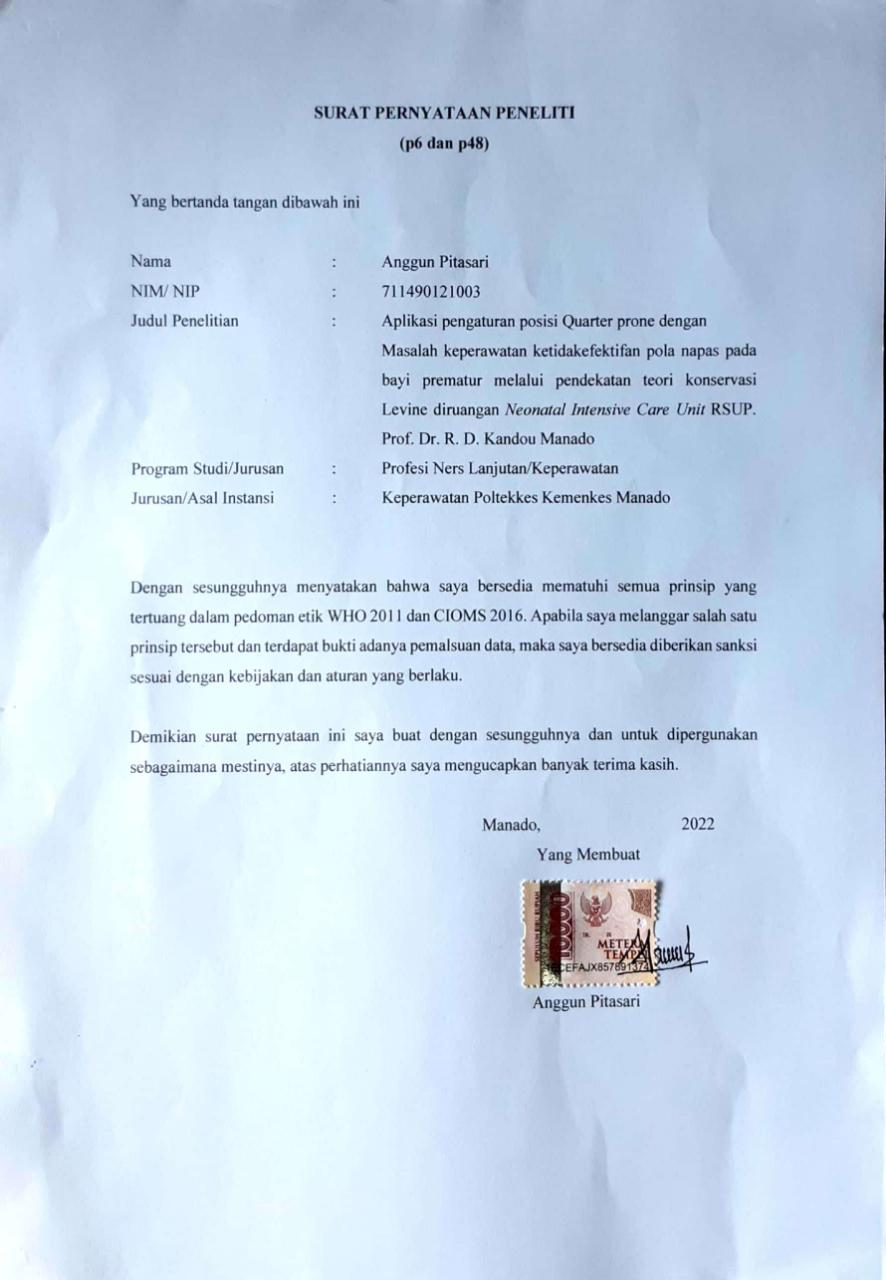 SURAT PERNYATAAN PENELITI
(p6 dan p48)
Yang bertanda tangan dibawah ini
Nama : Anggun Pitasari
NIM/ NIP : 711490121003
Judul Penelitian : Aplikasi pengaturan posisi Quarter prone dengan
Masalah keperawatan ketidakefektifan pola napas pada
bayi prematur melalui pendekatan teori konservasi
Levine diruangan Neonatal Intensive Care Unit RSUP.
Prof. Dr. R. D. Kandou Manado
Program Studi/Jurusan : Profesi Ners Lanjutan/Keperawatan
Jurusan/Asal Instansi : Keperawatan Poltekkes Kemenkes Manado
Dengan sesungguhnya menyatakan bahwa saya bersedia mematuhi semua prinsip yang
tertuang dalam pedoman etik WHO 2011 dan CIOMS 2016. Apabila saya melanggar salah satu
prinsip tersebut dan terdapat bukti adanya pemalsuan data, maka saya bersedia diberikan sanksi
sesuai dengan kebijakan dan aturan yang berlaku.
Demikian surat pernyataan ini saya buat dengan sesungguhnya dan untuk dipergunakan
sebagaimana mestinya, atas perhatiannya saya mengucapkan banyak terima kasih.
Manado, 2022
Yang Membuat
SEPULUH RIBU RUPIAH
10000
Anggun Pitasari